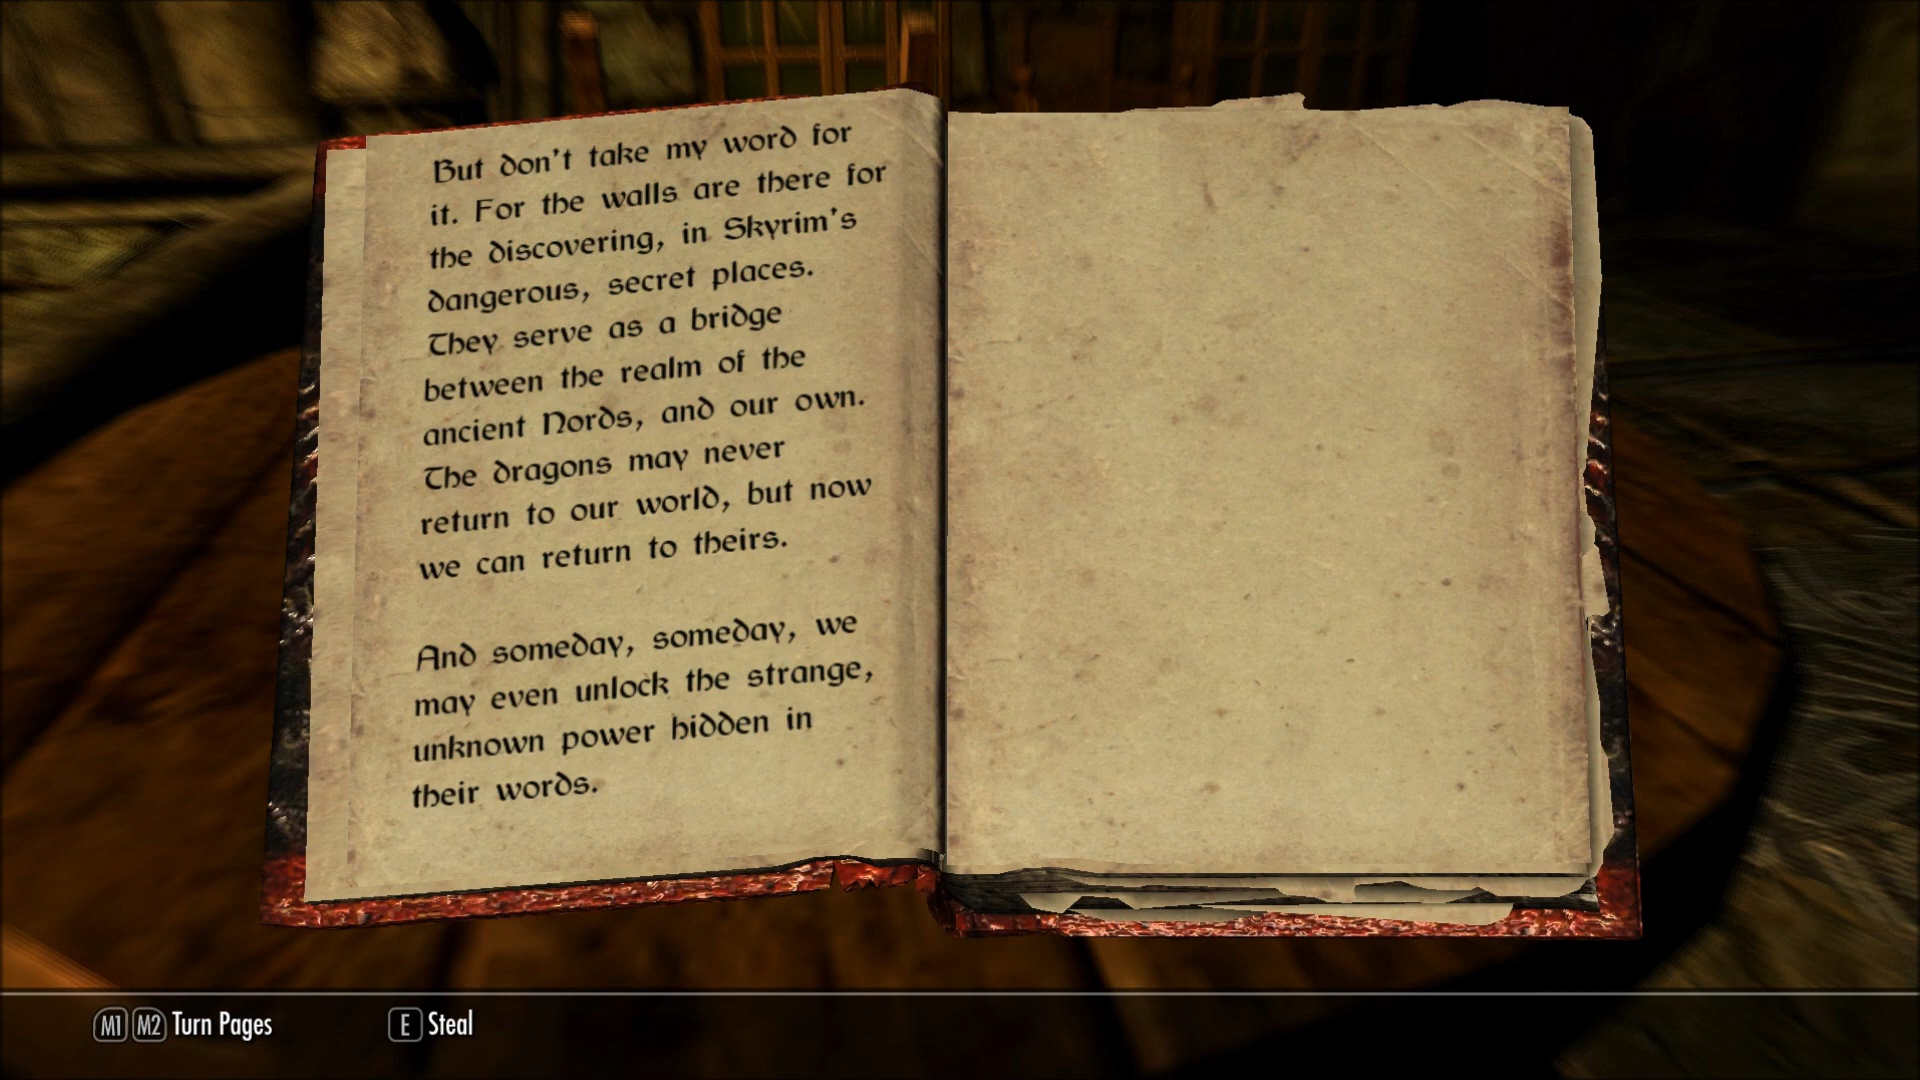 But don't take my word for
it. For the walls are there for
the discovering, in Skyrim's
dangerous, secret places.
They serve as a bridge
between the realm of the
ancient Nords, and our own.
The dragons may never
return to our world, but now
we can return to theirs.
And someday, someday, we
may even unlock the strange,
unknown power hidden in
their words.
M1 M2 Turn Pages E Steal